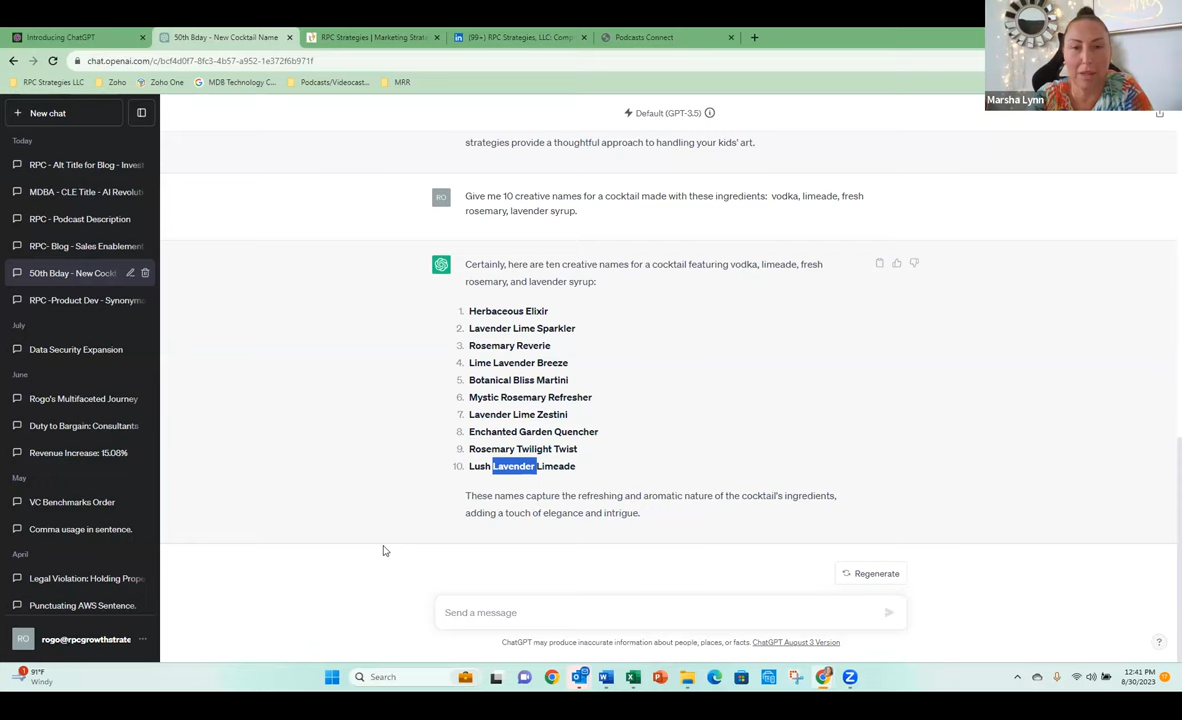 Introducing ChatGPT
50th Bday - New Cocktail Name
RPC Strategies | Marketing Strate
(99+) RPC Strategies, LLC: Comp
Podcasts Connect
chat.openai.com/c/bcf4d0f7-8fc3-4b57-a952-1e372f6b971f
RPC Strategies LLC
Zoho
Zoho One
MDB Technology C...
Podcasts/Videocast...
MRR
Marsha Lynn
New chat
Default (GPT-3.5)
Today
RPC - Alt Title for Blog - Invest
MDBA - CLE Title - AI Revoluti
RPC - Podcast Description
RPC- Blog - Sales Enablement
50th Bday - New Cockt
RPC -Product Dev - Synonyms
July
Data Security Expansion
June
Rogo's Multifaceted Journey
Duty to Bargain: Consultants
Revenue Increase: 15.08%
May
VC Benchmarks Order
Comma usage in sentence.
April
Legal Violation: Holding Prope
Punctuating AWS Sentence.
RO
rogo@rpcgrowthstrate
strategies provide a thoughtful approach to handling your kids' art.
RO
Give me 10 creative names for a cocktail made with these ingredients: vodka, limeade, fresh
rosemary, lavender syrup.
Certainly, here are ten creative names for a cocktail featuring vodka, limeade, fresh
rosemary, and lavender syrup:
1. Herbaceous Elixir
2. Lavender Lime Sparkler
3. Rosemary Reverie
4. Lime Lavender Breeze
5. Botanical Bliss Martini
6. Mystic Rosemary Refresher
7. Lavender Lime Zestini
8. Enchanted Garden Quencher
9. Rosemary Twilight Twist
10. Lush Lavender Limeade
These names capture the refreshing and aromatic nature of the cocktail's ingredients,
adding a touch of elegance and intrigue.
Regenerate
Send a message
ChatGPT may produce inaccurate information about people, places, or facts. ChatGPT August 3 Version
?
91°F
Windy
Search
12:41 PM
8/30/2023